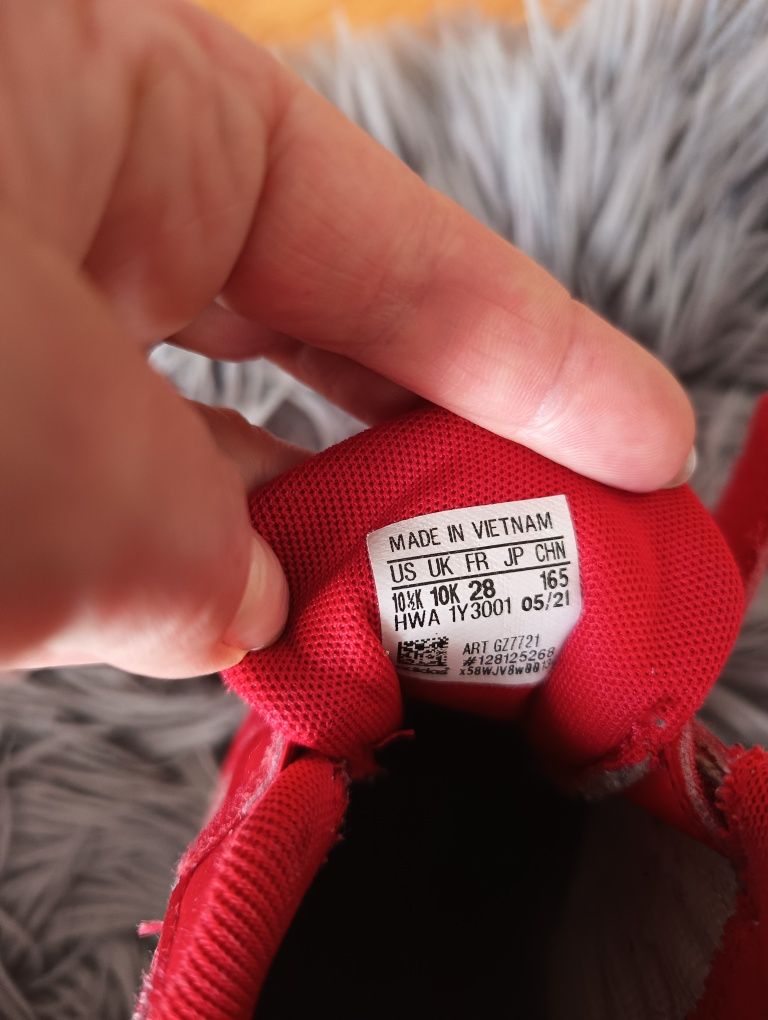 MADE IN VIETNAM
US UK FR JP CHN
10½K 10K 28 165
HWA 1Y3001 05/21
ART GZ7721
#128125268
adidas